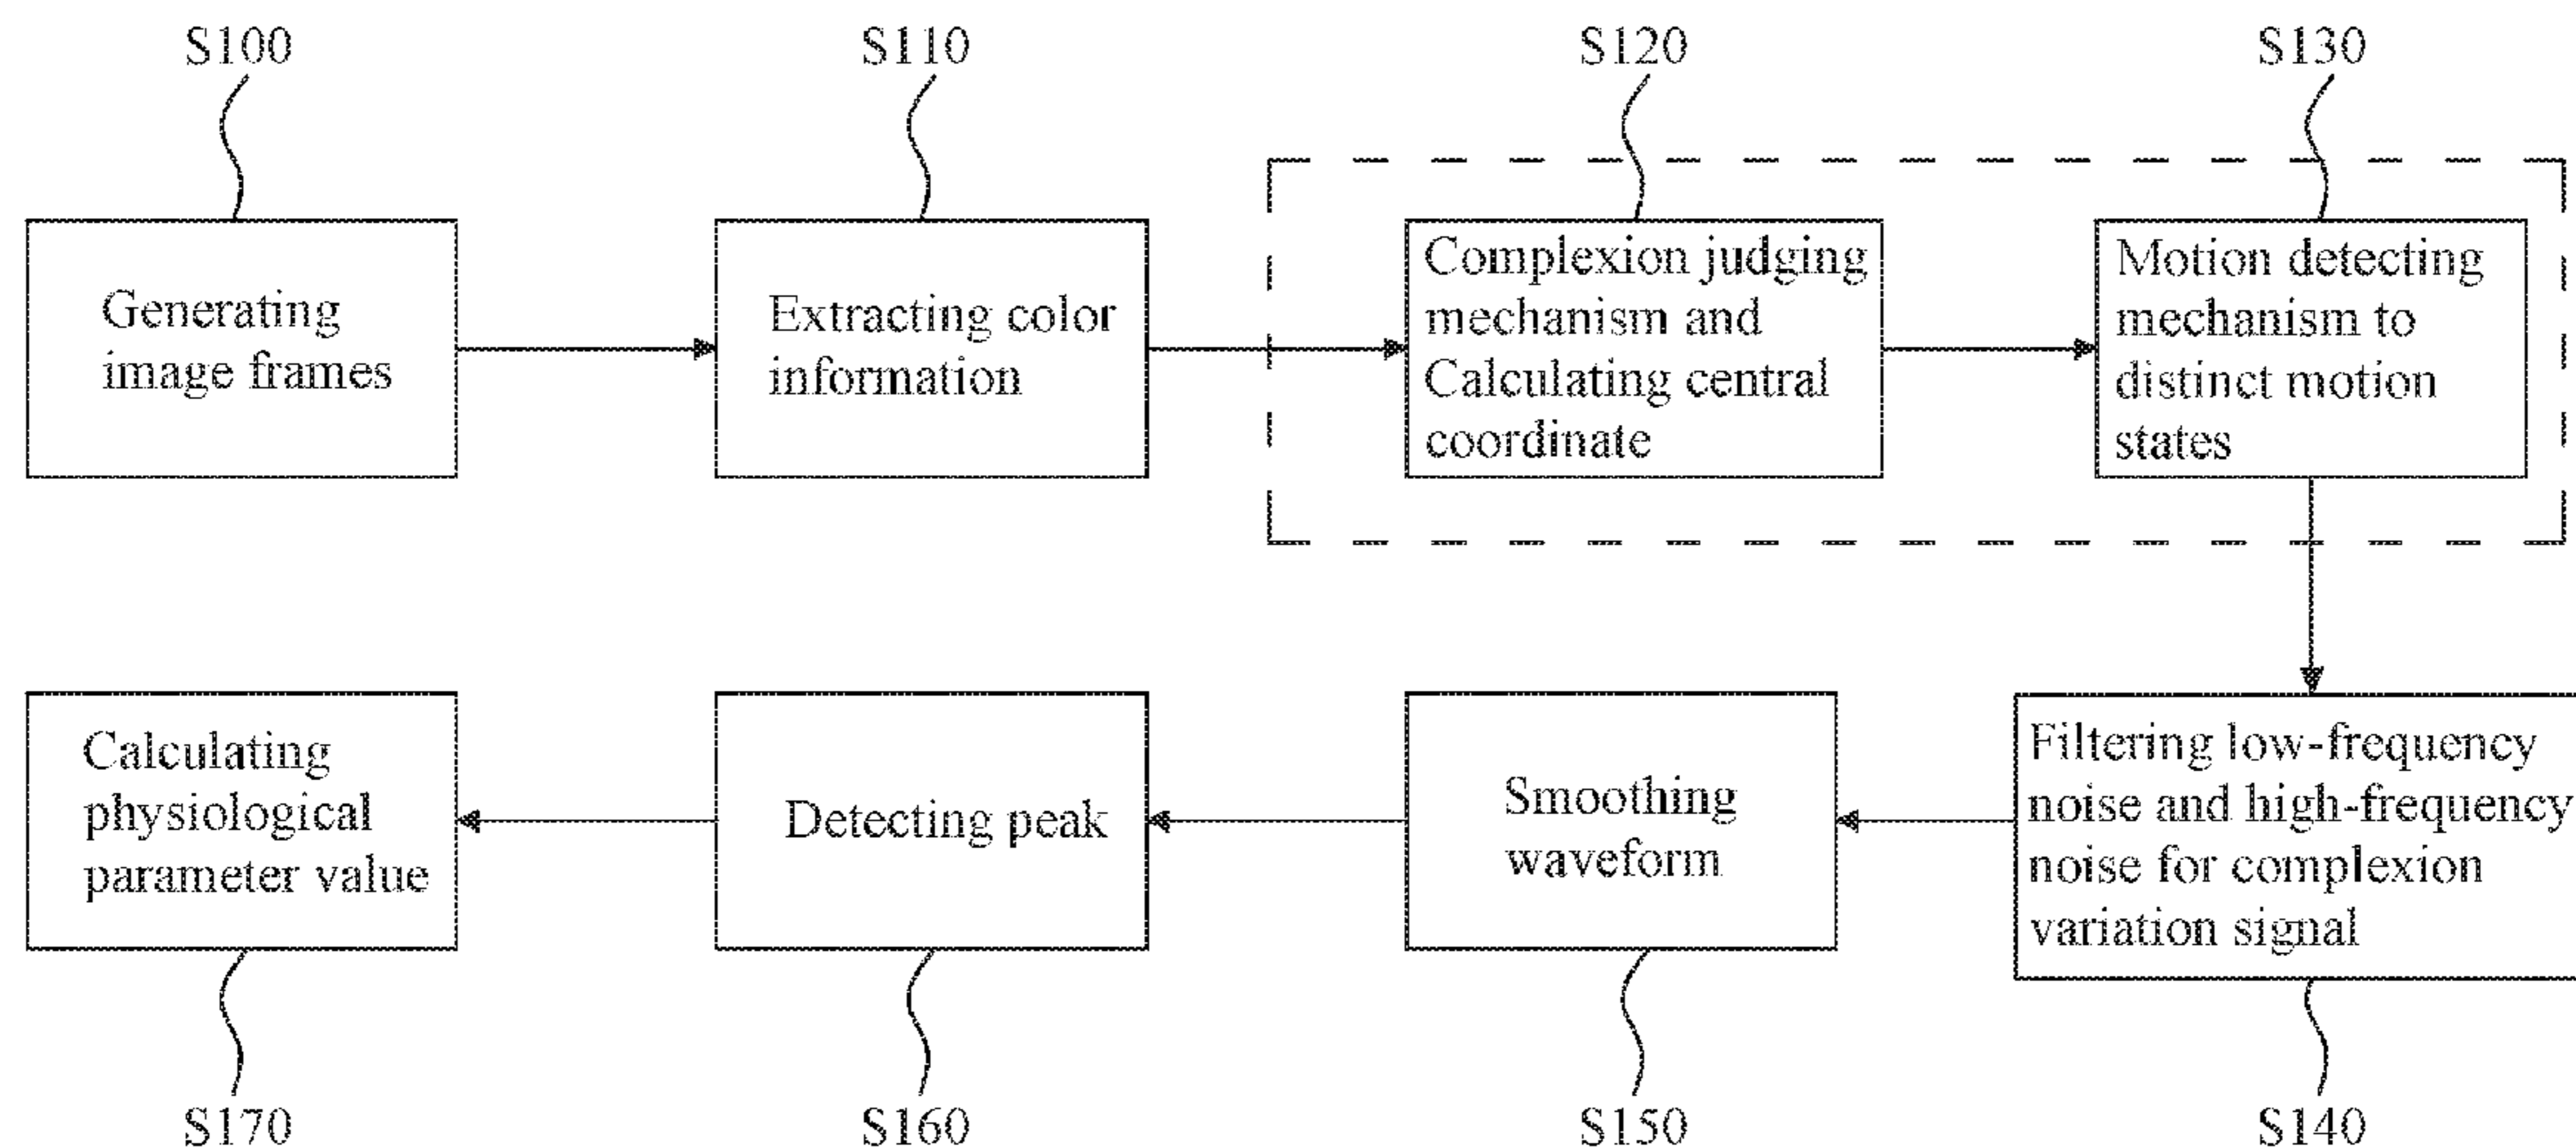 S100
S110
S120
S130
Generating
image frames
Extracting color
information
Complexion judging
mechanism and
Calculating central
coordinate
Motion detecting
mechanism to
distinct motion
states
Calculating
physiological
parameter value
Detecting peak
Smoothing
waveform
Filtering low-frequency
noise and high-frequency
noise for complexion
variation signal
S170
S160
S150
S140